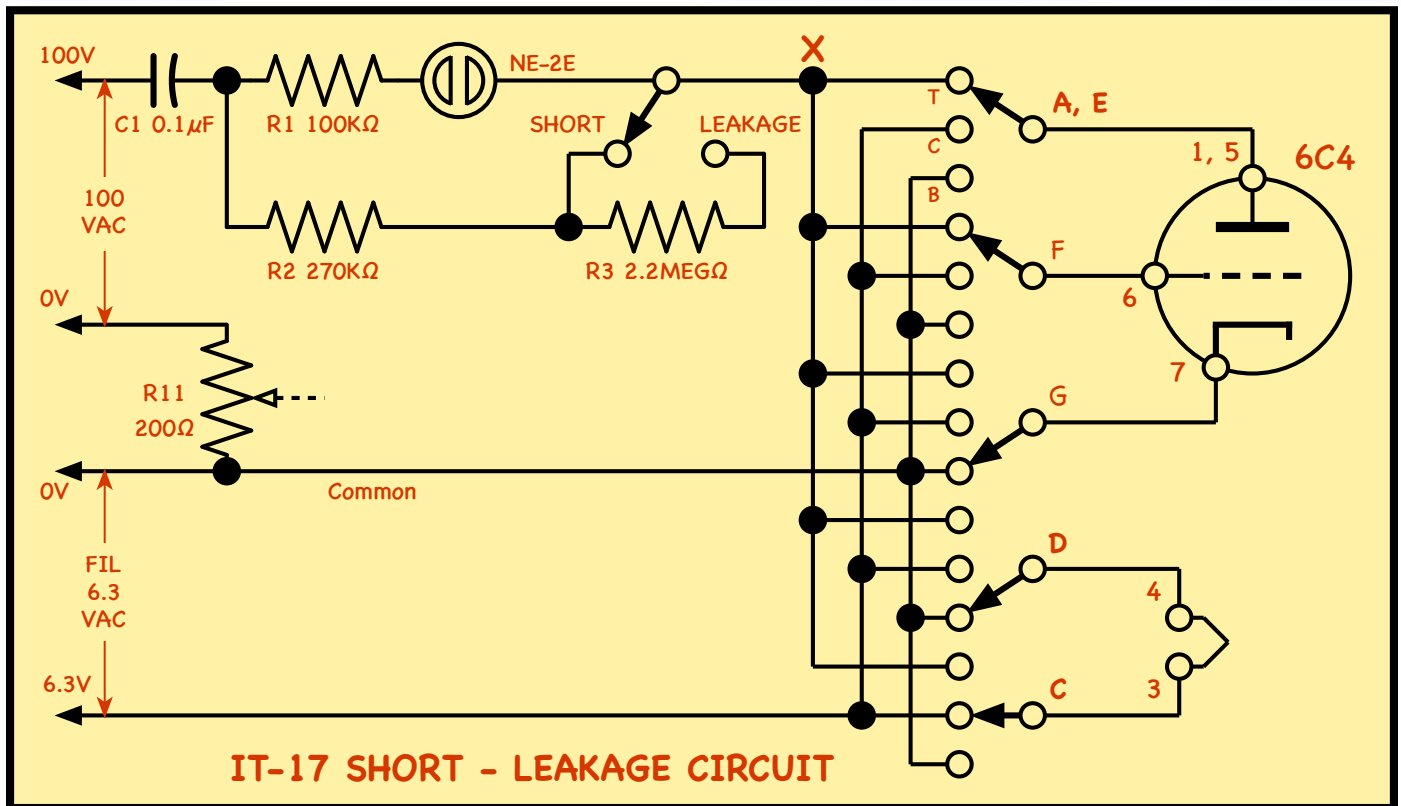 X
100V
NE-2E
T
A, E
C1 0.1µF
R1 100KΩ
SHORT
LEAKAGE
C
1, 5
6C4
B
100
VAC
R2 270KΩ
R3 2.2MEGΩ
F
6
0V
R11
200Ω
7
G
0V
Common
FIL
6.3
VAC
D
4
6.3V
3
C
IT-17 SHORT - LEAKAGE CIRCUIT